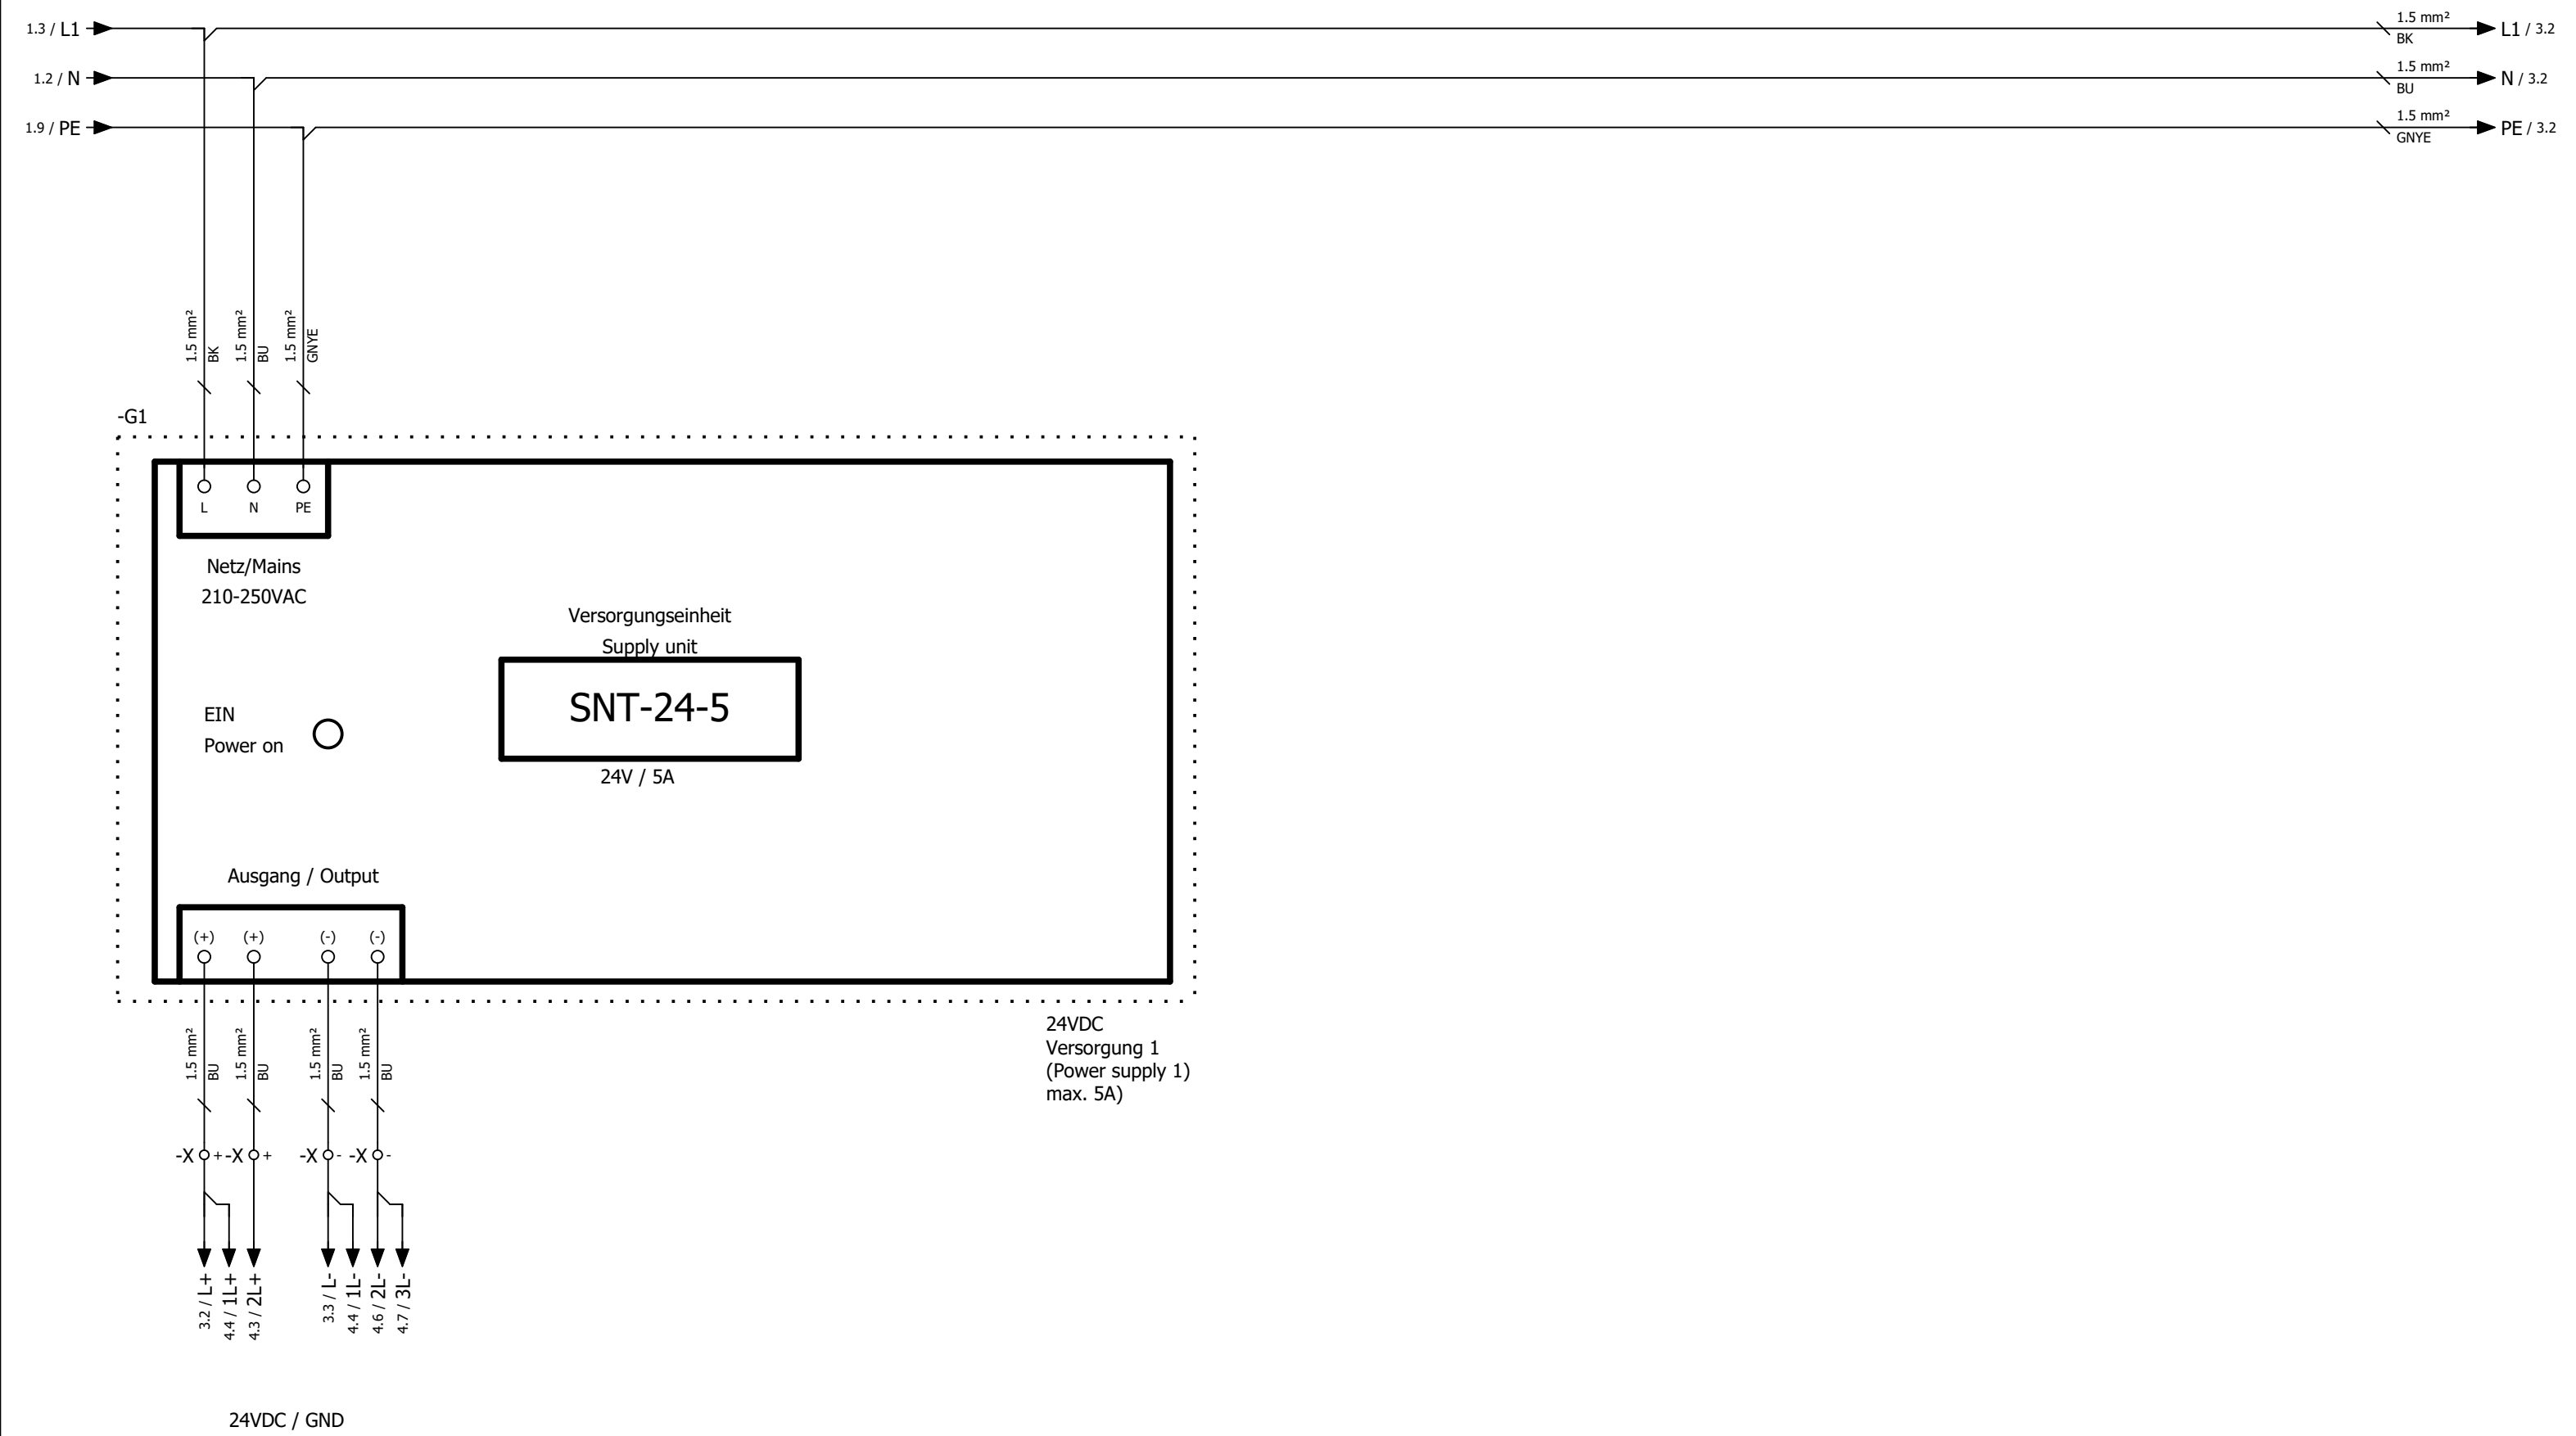 1.3 / L1
1.5 mm²
BK
L1 / 3.2
1.2 / N
1.5 mm²
BU
N / 3.2
1.9 / PE
1.5 mm²
GNYE
PE / 3.2
1.5 mm²
BK
1.5 mm²
BU
1.5 mm²
GNYE
-G1
L N PE
Netz/Mains
210-250VAC
Versorgungseinheit
Supply unit
SNT-24-5
24V / 5A
EIN
Power on
Ausgang / Output
(+) (+) (-) (-)
24VDC
Versorgung 1
(Power supply 1)
max. 5A)
1.5 mm²
BU
1.5 mm²
BU
1.5 mm²
BU
1.5 mm²
BU
-X + -X + -X - -X -
3.2 / L+
4.4 / 1L+
4.3 / 2L+
3.3 / L-
4.4 / 1L-
4.6 / 2L-
4.7 / 3L-
24VDC / GND